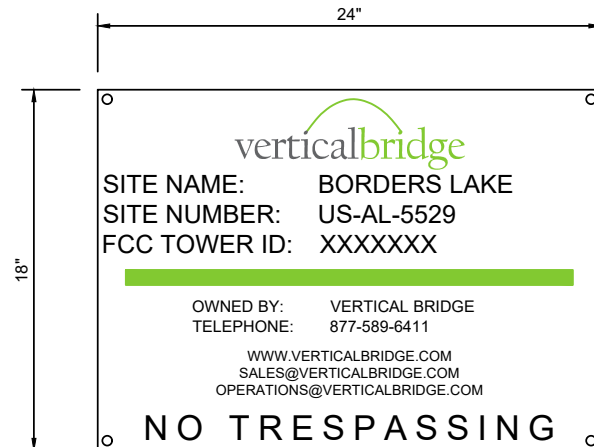 24"
verticalbridge
SITE NAME: BORDERS LAKE
SITE NUMBER: US-AL-5529
FCC TOWER ID: XXXXXXX
18"
OWNED BY: VERTICAL BRIDGE
TELEPHONE: 877-589-6411
WWW.VERTICALBRIDGE.COM
SALES@VERTICALBRIDGE.COM
OPERATIONS@VERTICALBRIDGE.COM
NO TRESPASSING